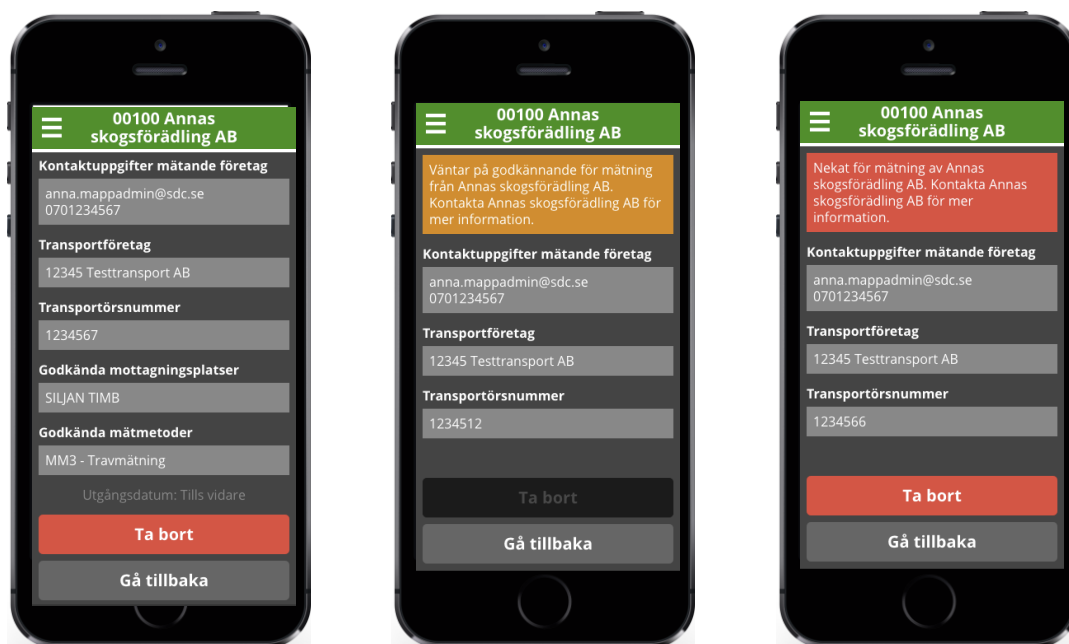 00100 Annas
skogsförädling AB
Kontaktuppgifter mätande företag
anna.mappadmin@sdc.se
0701234567
Transportföretag
12345 Testtransport AB
Transportörsnummer
1234567
Godkända mottagningsplatser
SILJAN TIMB
Godkända mätmetoder
MM3 - Travmätning
Utgångsdatum: Tills vidare
Ta bort
Gå tillbaka
00100 Annas
skogsförädling AB
Väntar på godkännande för mätning
från Annas skogsförädling AB.
Kontakta Annas skogsförädling AB för
mer information.
Kontaktuppgifter mätande företag
anna.mappadmin@sdc.se
0701234567
Transportföretag
12345 Testtransport AB
Transportörsnummer
1234512
Ta bort
Gå tillbaka
00100 Annas
skogsförädling AB
Nekat för mätning av Annas
skogsförädling AB. Kontakta Annas
skogsförädling AB för mer
information.
Kontaktuppgifter mätande företag
anna.mappadmin@sdc.se
0701234567
Transportföretag
12345 Testtransport AB
Transportörsnummer
1234566
Ta bort
Gå tillbaka